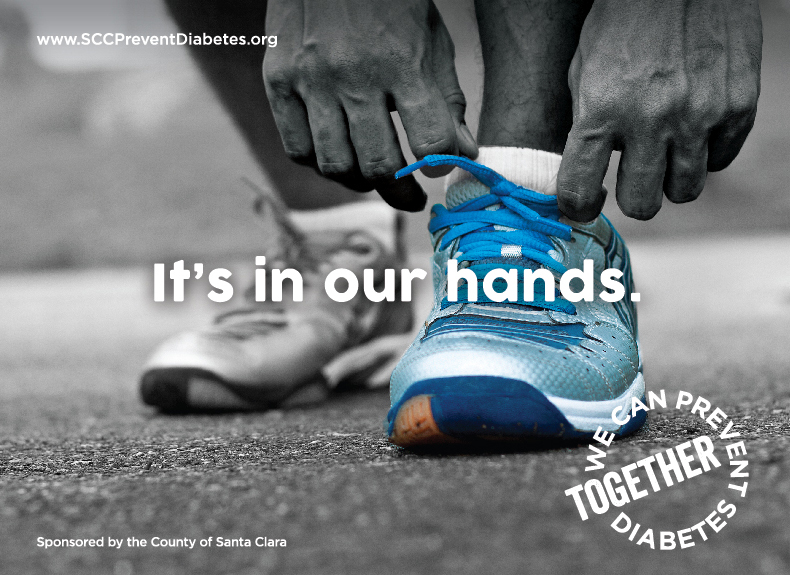 www.SCCPreventDiabetes.org
It's in our hands.
WE CAN PREVENT
TOGETHER
DIABETES
Sponsored by the County of Santa Clara